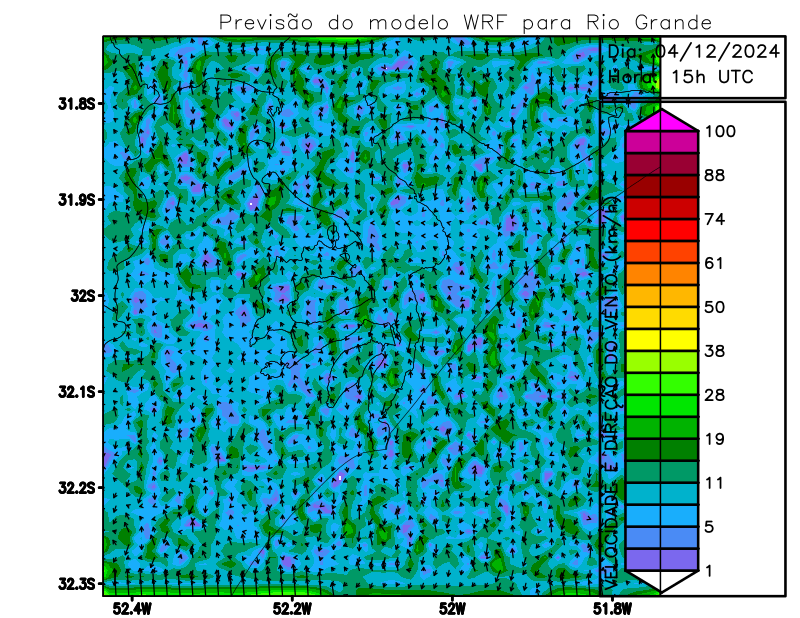 Previsão do modelo WRF para Rio Grande
Dia: 04/12/2024
Hora: 15h UTC
VELOCIDADE E DIREÇÃO DO VENTO (km/h)
100
88
74
61
50
38
28
19
11
5
1
31.8S
31.9S
32S
32.1S
32.2S
32.3S
52.4W
52.2W
52W
51.8W